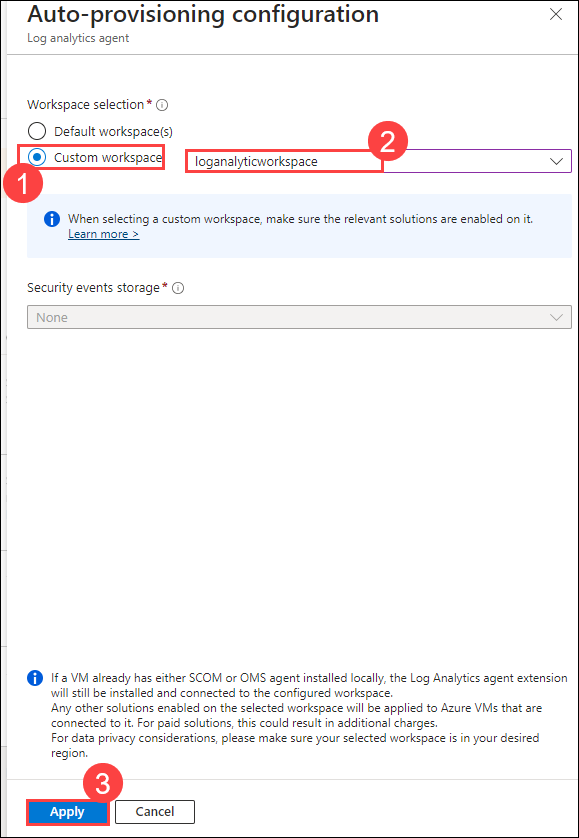 Auto-provisioning configuration
Log analytics agent
Workspace selection *
Default workspace(s)
Custom workspace
loganalyticworkspace
2
1
When selecting a custom workspace, make sure the relevant solutions are enabled on it.
Learn more >
Security events storage *
None
If a VM already has either SCOM or OMS agent installed locally, the Log Analytics agent extension
will still be installed and connected to the configured workspace.
Any other solutions enabled on the selected workspace will be applied to Azure VMs that are
connected to it. For paid solutions, this could result in additional charges.
For data privacy considerations, please make sure your selected workspace is in your desired
region.
3
Apply
Cancel